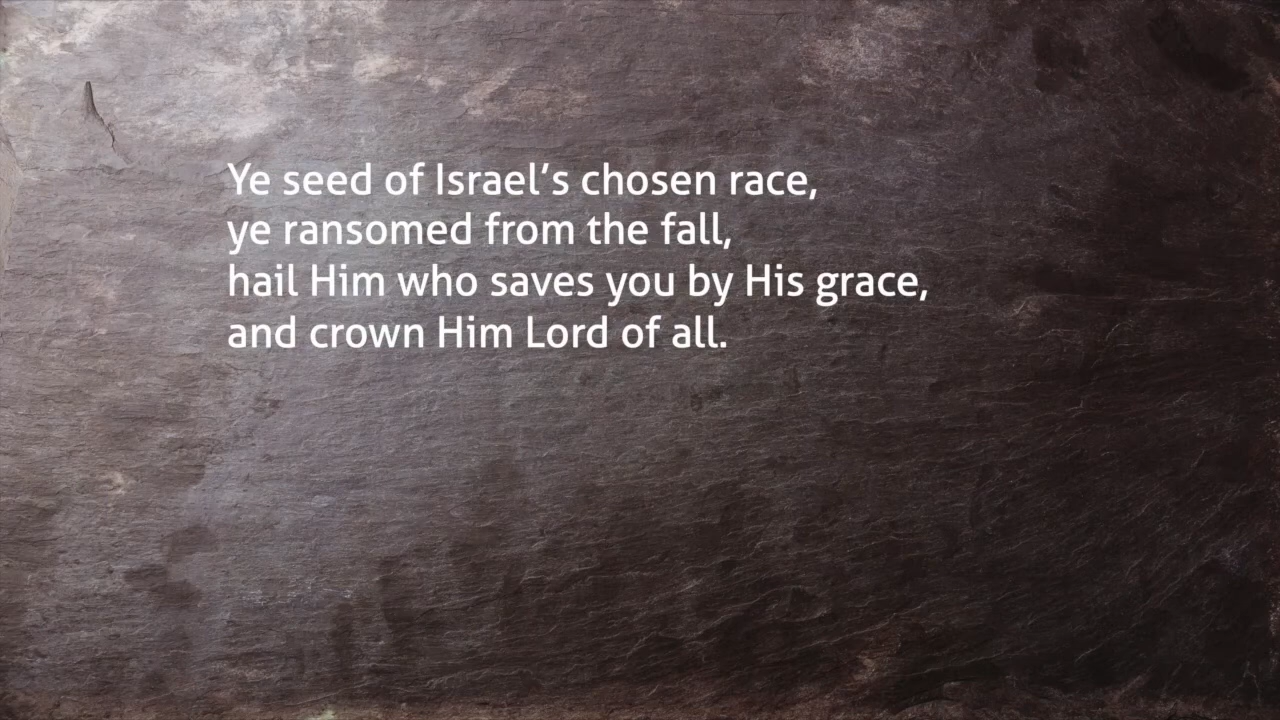 Ye seed of Israel’s chosen race,
ye ransomed from the fall,
hail Him who saves you by His grace,
and crown Him Lord of all.